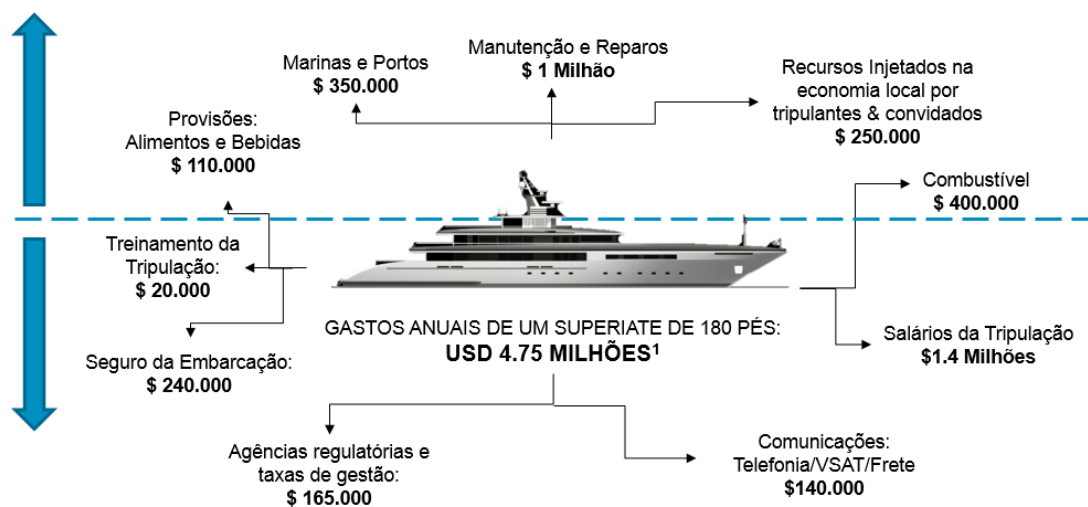 Manutenção e Reparos
$ 1 Milhão
Marinas e Portos
$ 350.000
Recursos Injetados na
economia local por
tripulantes & convidados
$ 250.000
Provisões:
Alimentos e Bebidas
$ 110.000
Combustível
$ 400.000
Treinamento da
Tripulação:
$ 20.000
GASTOS ANUAIS DE UM SUPERIATE DE 180 PÉS:
USD 4.75 MILHÕES¹
Salários da Tripulação
$1.4 Milhões
Seguro da Embarcação:
$ 240.000
Agências regulatórias e
taxas de gestão:
$ 165.000
Comunicações:
Telefonia/VSAT/Frete
$140.000